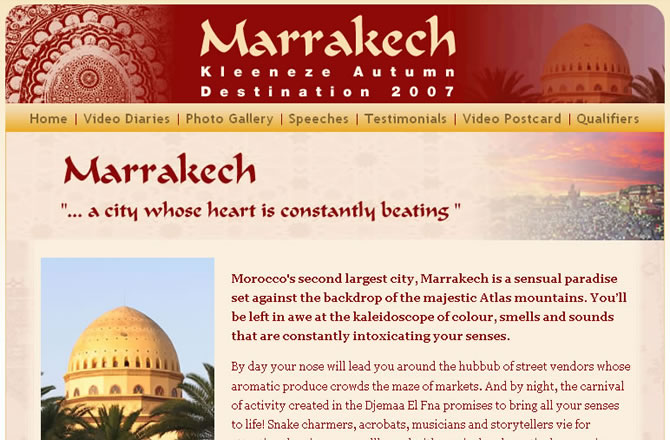 Marrakech
Kleeneze Autumn
Destination 2007
Home | Video Diaries | Photo Gallery | Speeches | Testimonials | Video Postcard | Qualifiers
Marrakech
"... a city whose heart is constantly beating "
Morocco's second largest city, Marrakech is a sensual paradise
set against the backdrop of the majestic Atlas mountains. You'll
be left in awe at the kaleidoscope of colour, smells and sounds
that are constantly intoxicating your senses.
By day your nose will lead you around the hubbub of street vendors whose
aromatic produce crowds the maze of markets. And by night, the carnival
of activity created in the Djemaa El Fna promises to bring all your senses
to life! Snake charmers, acrobats, musicians and storytellers vie for